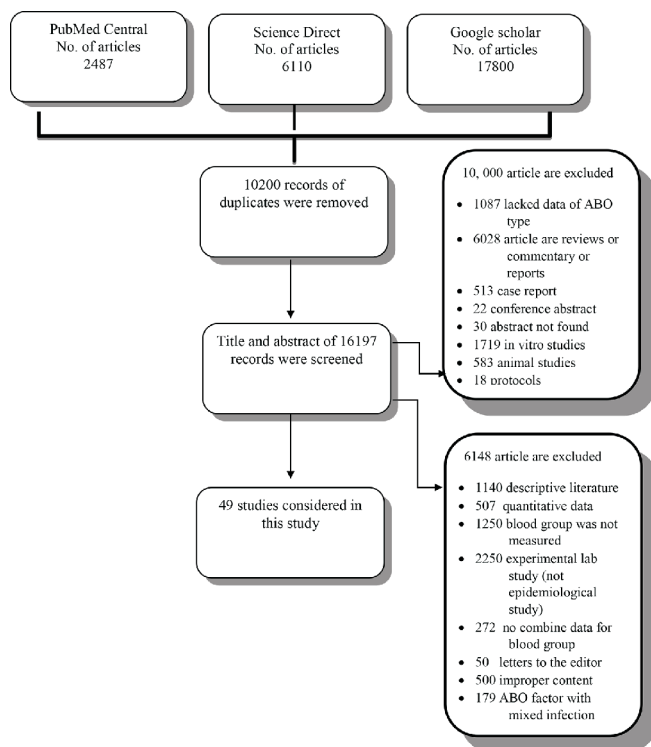 PubMed Central
No. of articles
2487
Science Direct
No. of articles
6110
Google scholar
No. of articles
17800
10200 records of
duplicates were removed
10, 000 article are excluded
• 1087 lacked data of ABO
type
• 6028 article are reviews or
commentary or
reports
• 513 case report
• 22 conference abstract
• 30 abstract not found
• 1719 in vitro studies
• 583 animal studies
• 18 protocols
Title and abstract of 16197
records were screened
6148 article are excluded
• 1140 descriptive literature
• 507 quantitative data
• 1250 blood group was not
measured
• 2250 experimental lab
study (not
epidemiological
study)
• 272 no combine data for
blood group
• 50 letters to the editor
• 500 improper content
• 179 ABO factor with
mixed infection
49 studies considered in
this study